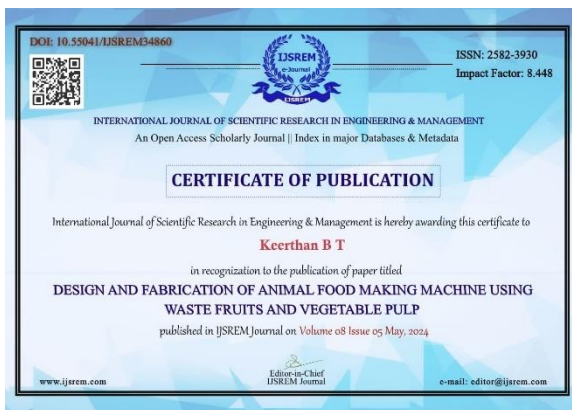 DOI: 10.55041/IJSREM34860
IJSREM
e-Journal
IJSREM
ISSN: 2582-3930
Impact Factor: 8.448
INTERNATIONAL JOURNAL OF SCIENTIFIC RESEARCH IN ENGINEERING & MANAGEMENT
An Open Access Scholarly Journal || Index in major Databases & Metadata
CERTIFICATE OF PUBLICATION
International Journal of Scientific Research in Engineering & Management is hereby awarding this certificate to
Keerthan B T
in recognization to the publication of paper titled
DESIGN AND FABRICATION OF ANIMAL FOOD MAKING MACHINE USING
WASTE FRUITS AND VEGETABLE PULP
published in IJSREM Journal on Volume 08 Issue 05 May, 2024
Editor-in-Chief
IJSREM Journal
www.ijsrem.com
e-mail: editor@ijsrem.com